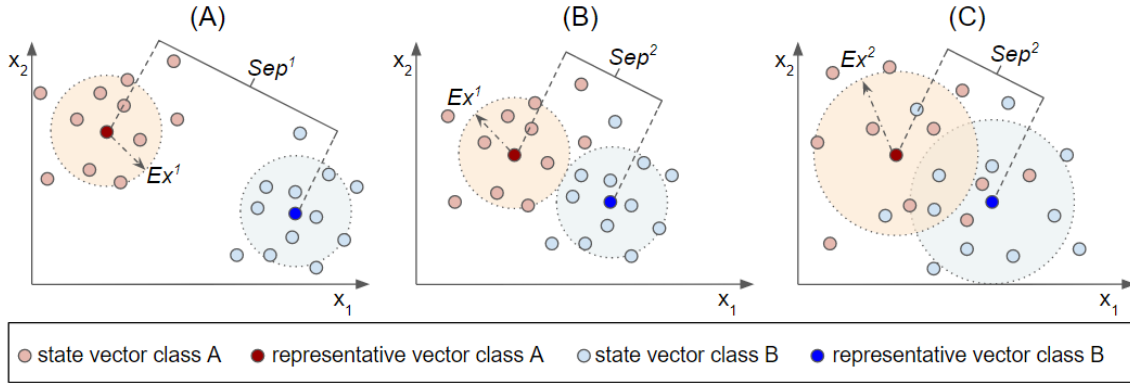 (A)
x2
Sep1
Ex1
x1
(B)
x2
Sep2
Ex1
x1
(C)
x2
Ex2
Sep2
x1
state vector class A representative vector class A state vector class B representative vector class B